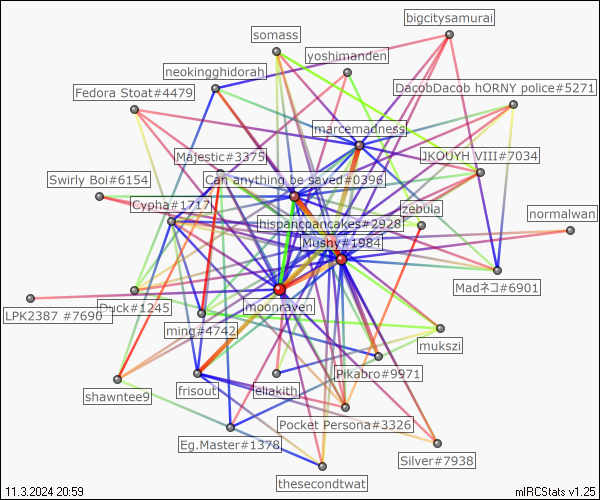 bigcitysamurai
somass
yoshimanden
neokingghidorah
Fedora Stoat#4479
DacobDacob hORNY police#5271
marcemadness
Majestic#3375
JKOUYH VIII#7034
Swirly Boi#6154
Can anything be saved#0396
Cypha#1717
zebula
normalwan
hispancpancakes#2928
Mushy#1984
Madネコ#6901
LPK2387 #7690
Duck#1245
moonraven
ming#4742
mukszi
Pikabro#9971
shawntee9
frisout
eliakith
Pocket Persona#3326
Eg.Master#1378
Silver#7938
thesecondtwat
11.3.2024 20:59
mIRCStats v1.25